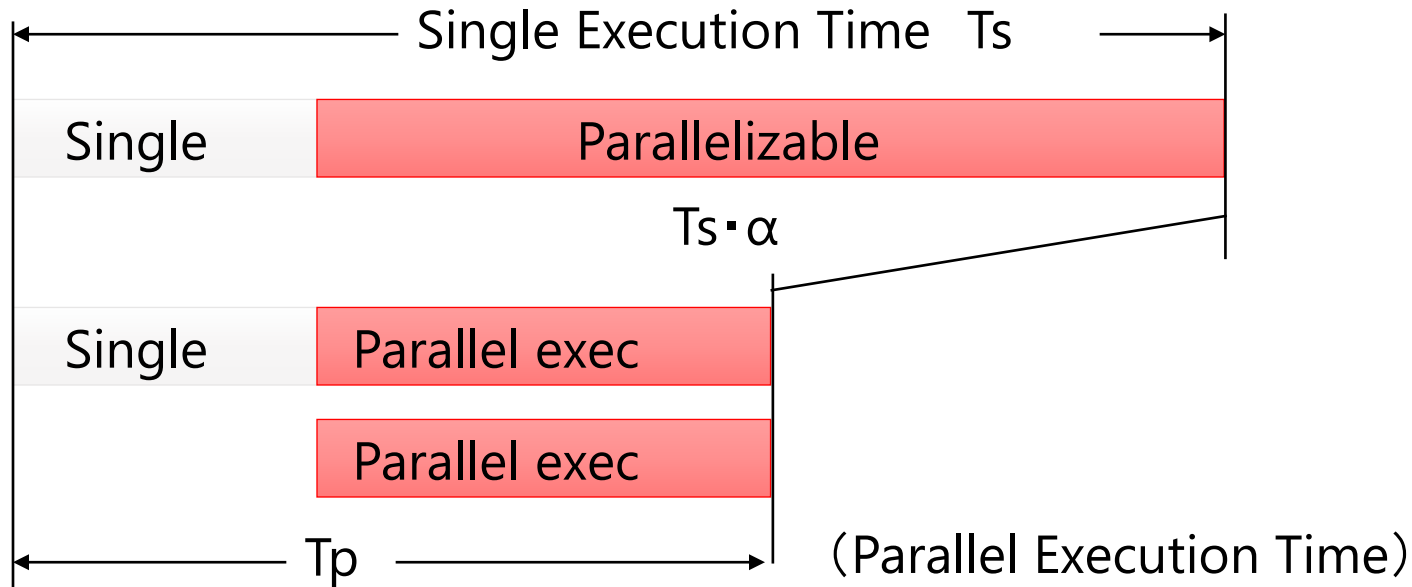 Single Execution Time Ts
Single Parallelizable
Ts・α
Single Parallel exec
Parallel exec
Tp （Parallel Execution Time）